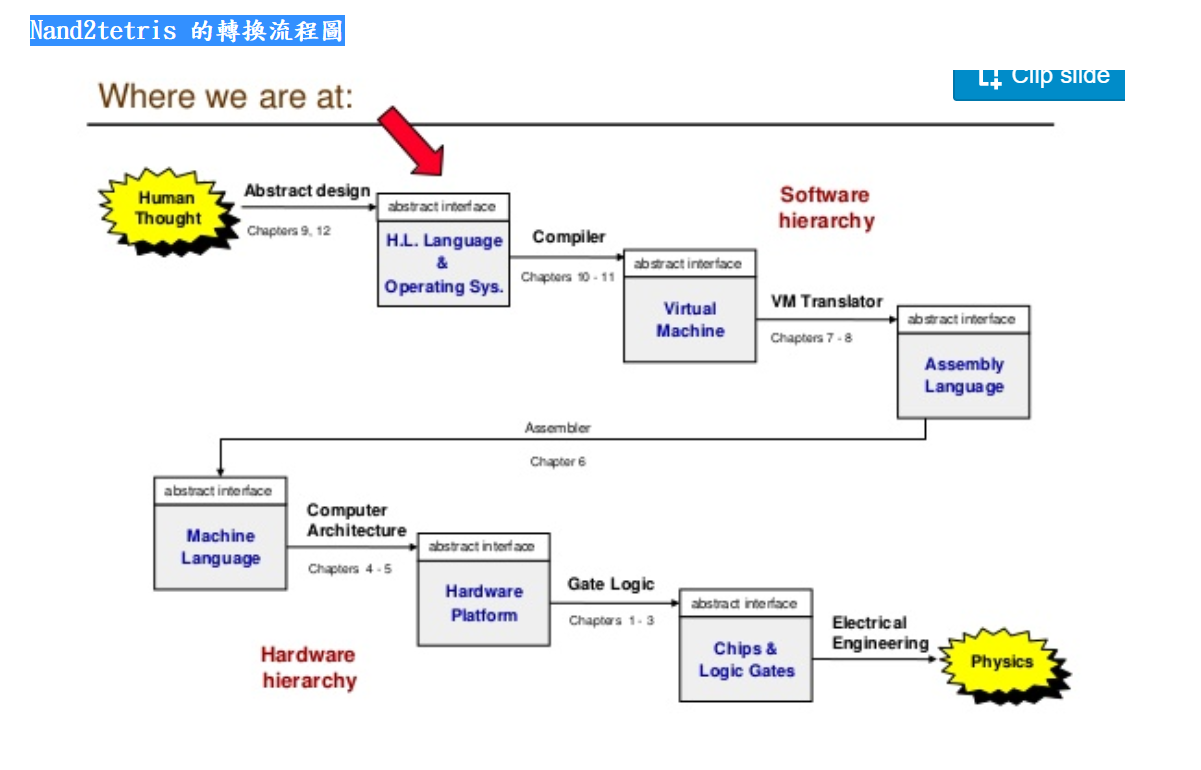 Nand2tetris 的轉換流程圖
Clip slide
Where we are at:
Human
Thought
Abstract design
Chapters 9, 12
abstract interface
H.L. Language
&
Operating Sys.
Compiler
Chapters 10 - 11
abstract interface
Virtual
Machine
Software
hierarchy
VM Translator
Chapters 7 - 8
abstract interface
Assembly
Language
Assembler
Chapter 6
abstract interface
Machine
Language
Computer
Architecture
Chapters 4 - 5
abstract interface
Hardware
Platform
Gate Logic
Chapters 1 - 3
abstract interface
Chips &
Logic Gates
Electrical
Engineering
Physics
Hardware
hierarchy